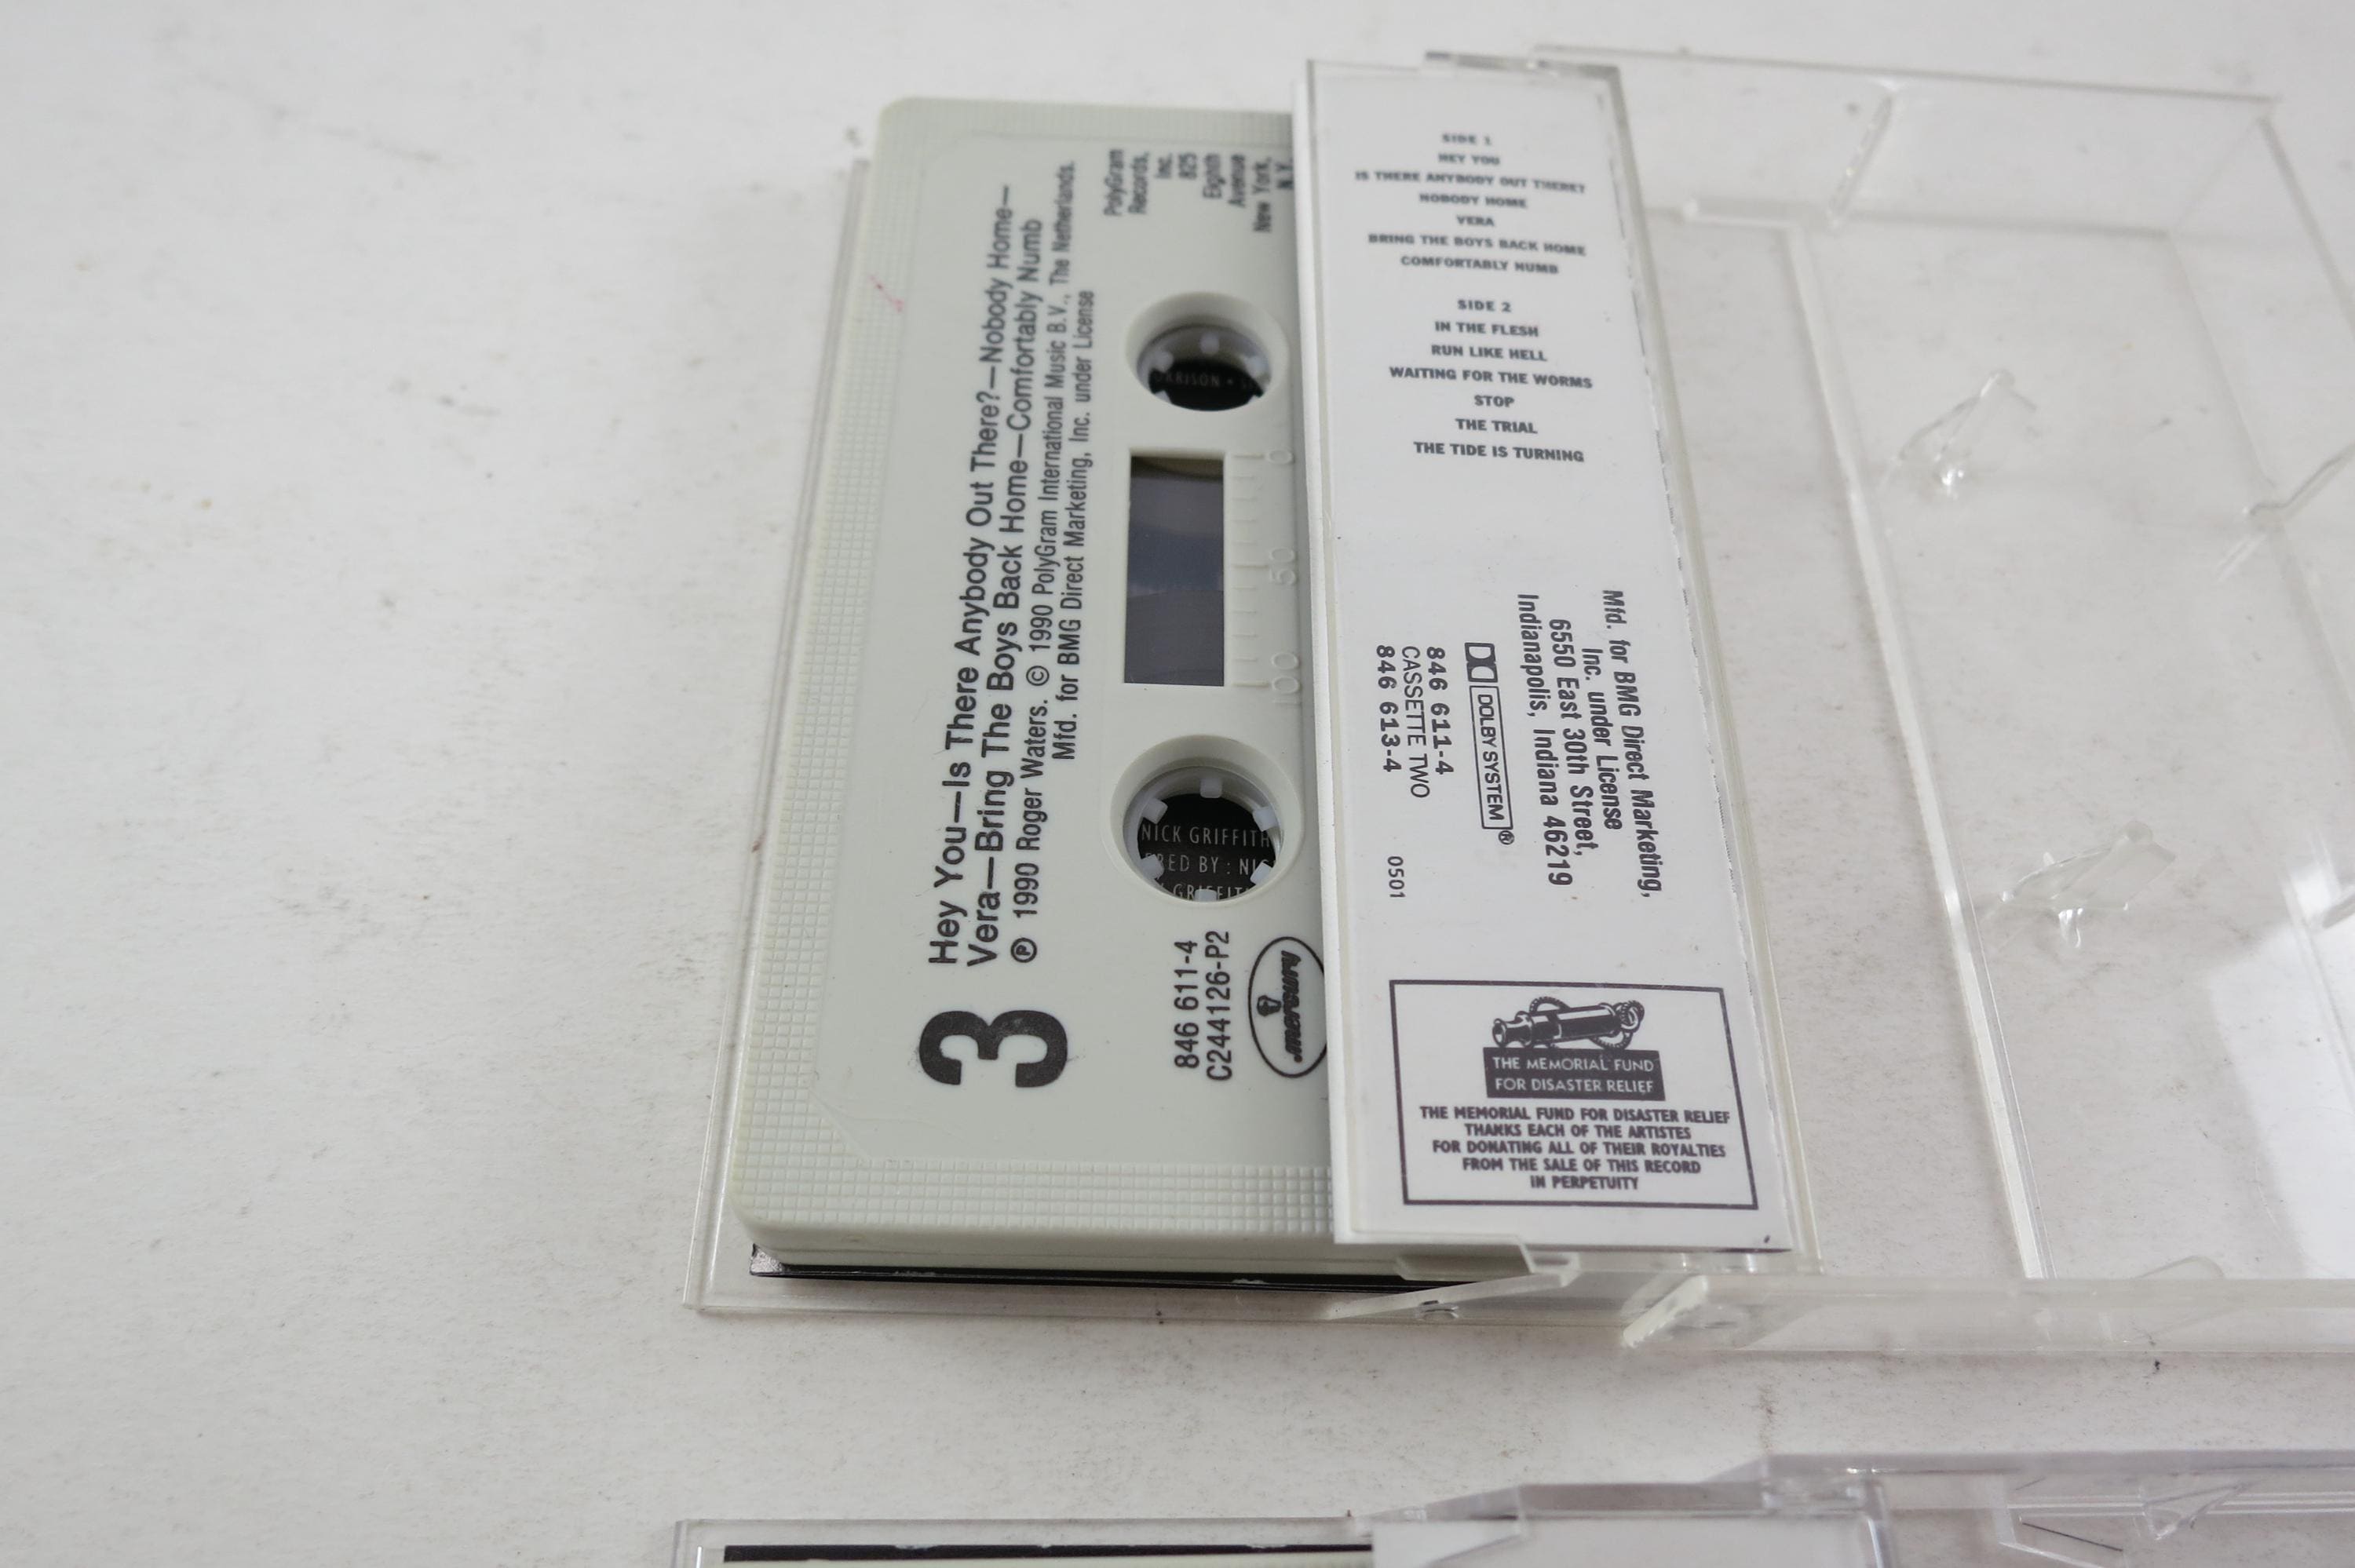 Hey You—Is There Anybody Out There?—Nobody Home—
Vera—Bring The Boys Back Home—Comfortably Numb
℗ 1990 Roger Waters. © 1990 PolyGram International Music B.V., The Netherlands.
Mfd. for BMG Direct Marketing, Inc. under License
3
PolyGram
Records,
Inc.
825
Eighth
Avenue
New York,
N.Y.
0
50
100
NICK GRIFFITH
BY : 
846 611-4
C244126-P2
mercury
SIDE 1
HEY YOU
IS THERE ANYBODY OUT THERE?
NOBODY HOME
VERA
BRING THE BOYS BACK HOME
COMFORTABLY NUMB
SIDE 2
IN THE FLESH
RUN LIKE HELL
WAITING FOR THE WORMS
STOP
THE TRIAL
THE TIDE IS TURNING
Mfd. for BMG Direct Marketing,
Inc. under License
6550 East 30th Street,
Indianapolis, Indiana 46219
DOLBY SYSTEM®
846 611-4
CASSETTE TWO
846 613-4
0501
THE MEMORIAL FUND
FOR DISASTER RELIEF
THE MEMORIAL FUND FOR DISASTER RELIEF
THANKS EACH OF THE ARTISTES
FOR DONATING ALL OF THEIR ROYALTIES
FROM THE SALE OF THIS RECORD
IN PERPETUITY